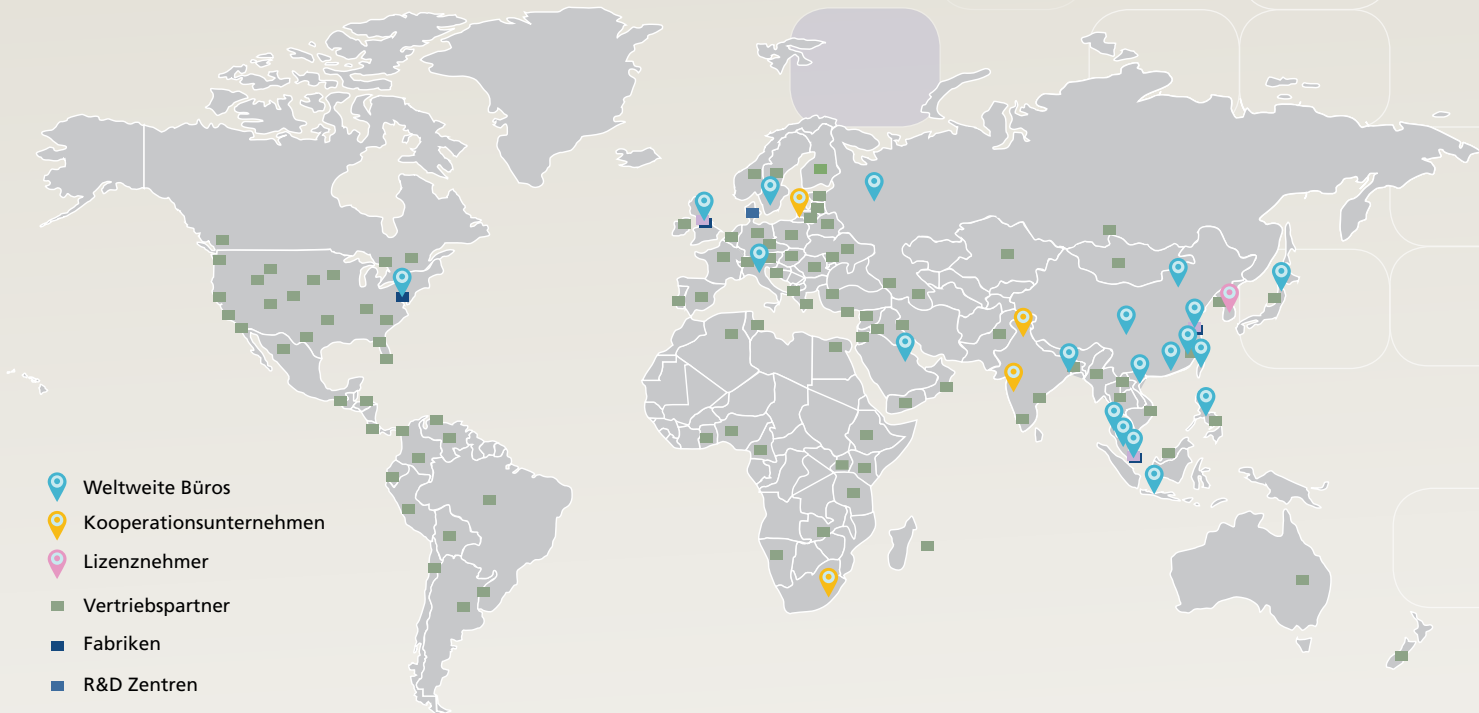 Weltweite Büros
Kooperationsunternehmen
Lizenznehmer
Vertriebspartner
Fabriken
R&D Zentren